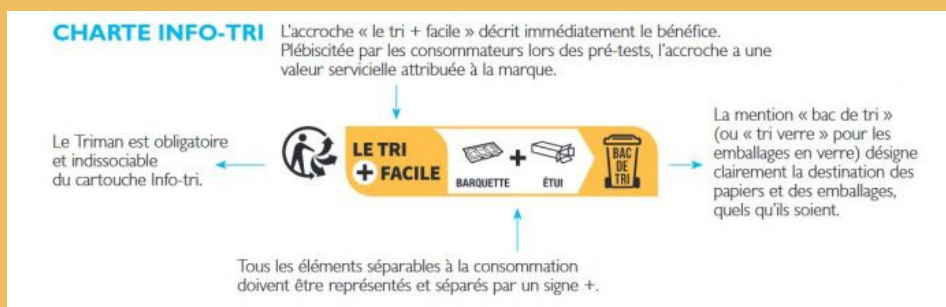 CHARTE INFO-TRI
L'accroche « le tri + facile » décrit immédiatement le bénéfice.
Plébiscitée par les consommateurs lors des pré-tests, l'accroche a une
valeur servicielle attribuée à la marque.
Le Triman est obligatoire
et indissociable
du cartouche Info-tri.
LE TRI
+ FACILE
BARQUETTE
+
ÉTUI
BAC
DE
TRI
La mention « bac de tri »
(ou « tri verre » pour les
emballages en verre) désigne
clairement la destination des
papiers et des emballages,
quels qu'ils soient.
Tous les éléments séparables à la consommation
doivent être représentés et séparés par un signe +.